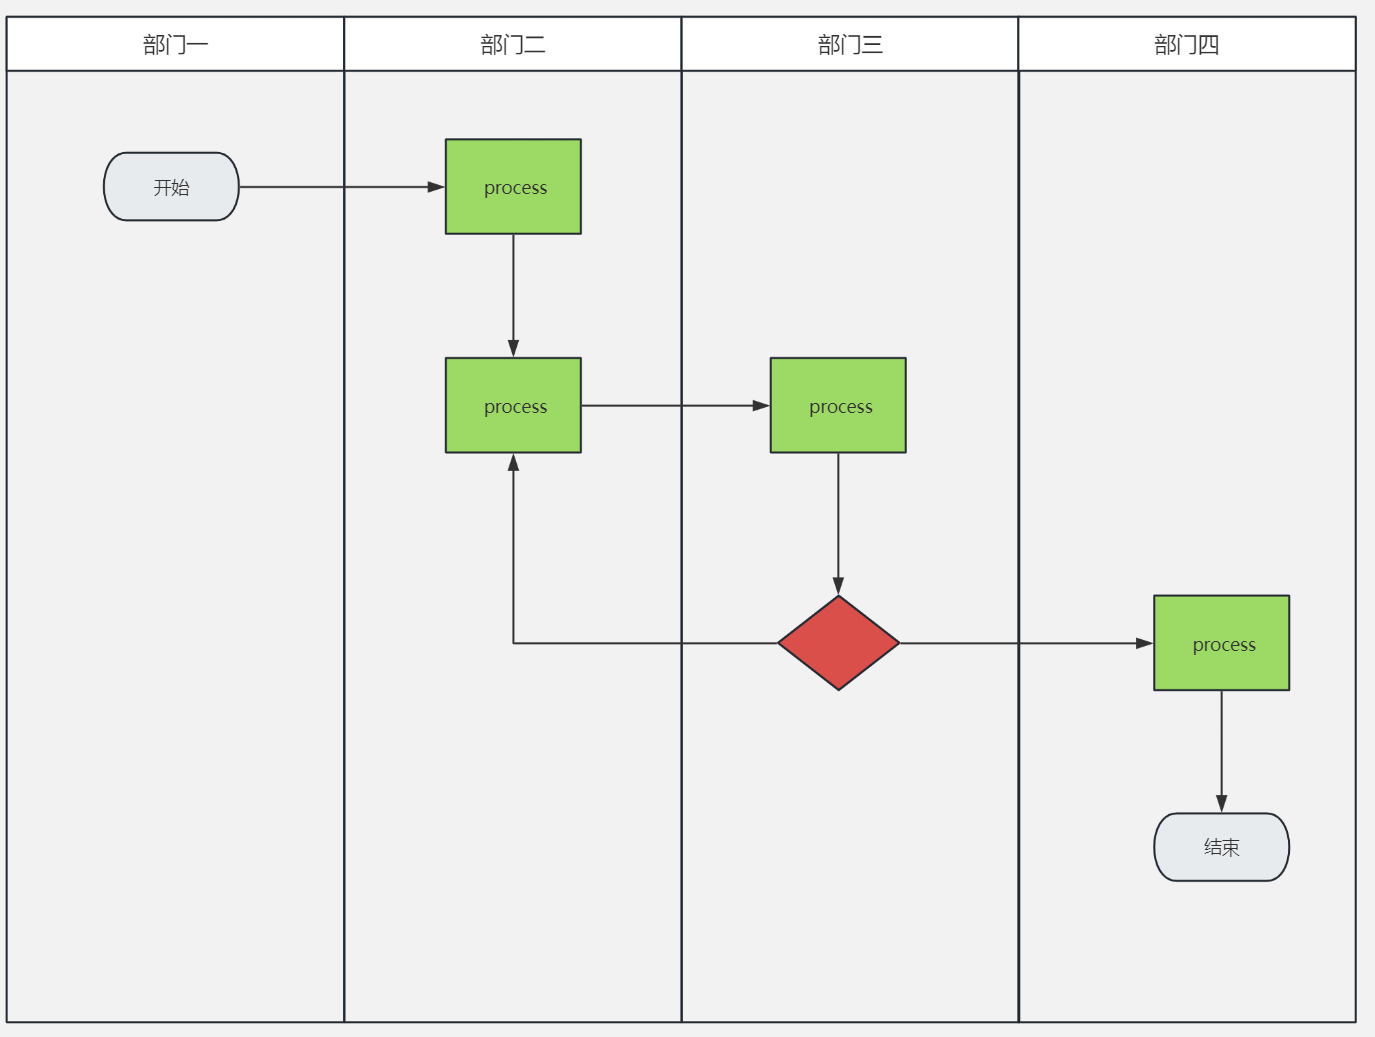 部门一
部门二
部门三
部门四
开始
process
process
process
process
结束